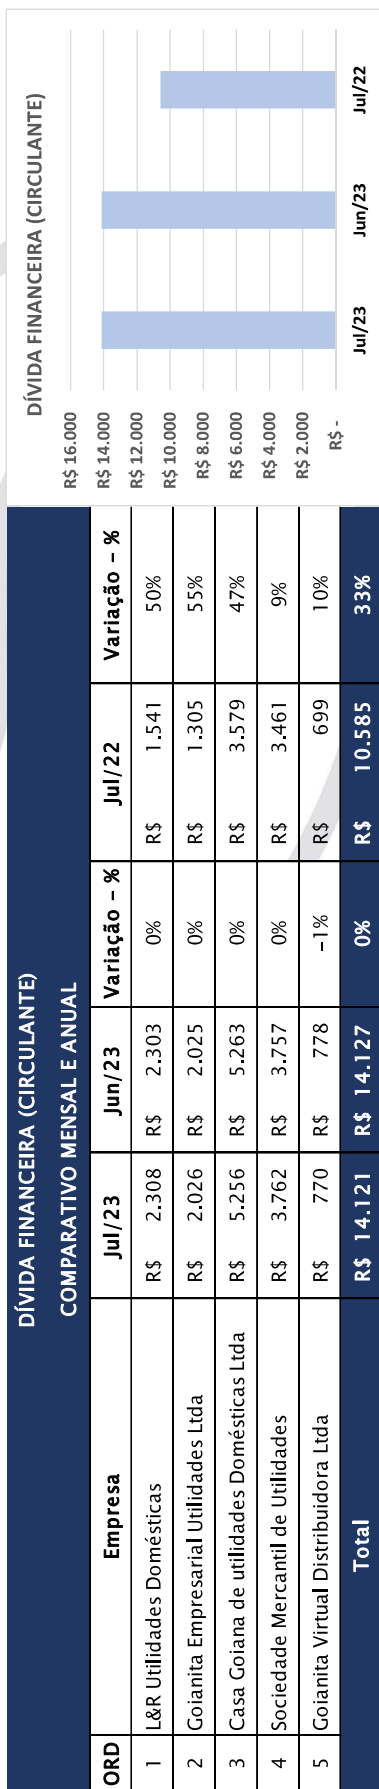 DÍVIDA FINANCEIRA (CIRCULANTE)
COMPARATIVO MENSAL E ANUAL
ORD Empresa Jul/23 Jun/23 Variação - % Jul/22 Variação - %
1 L&R Utilidades Domésticas R$ 2.308 R$ 2.303 0% R$ 1.541 50%
2 Goianita Empresarial Utilidades Ltda R$ 2.026 R$ 2.025 0% R$ 1.305 55%
3 Casa Goiana de utilidades Domésticas Ltda R$ 5.256 R$ 5.263 0% R$ 3.579 47%
4 Sociedade Mercantil de Utilidades R$ 3.762 R$ 3.757 0% R$ 3.461 9%
5 Goianita Virtual Distribuidora Ltda R$ 770 R$ 778 -1% R$ 699 10%
Total R$ 14.121 R$ 14.127 0% R$ 10.585 33%
DÍVIDA FINANCEIRA (CIRCULANTE)
R$ 16.000
R$ 14.000
R$ 12.000
R$ 10.000
R$ 8.000
R$ 6.000
R$ 4.000
R$ 2.000
R$ -
Jul/23 Jun/23 Jul/22